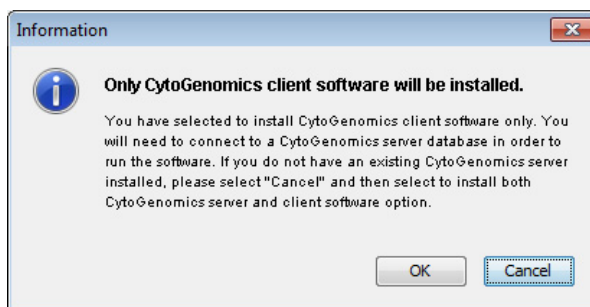 Information
Only CytoGenomics client software will be installed.
You have selected to install CytoGenomics client software only. You
will need to connect to a CytoGenomics server database in order to
run the software. If you do not have an existing CytoGenomics server
installed, please select "Cancel" and then select to install both
CytoGenomics server and client software option.
OK
Cancel